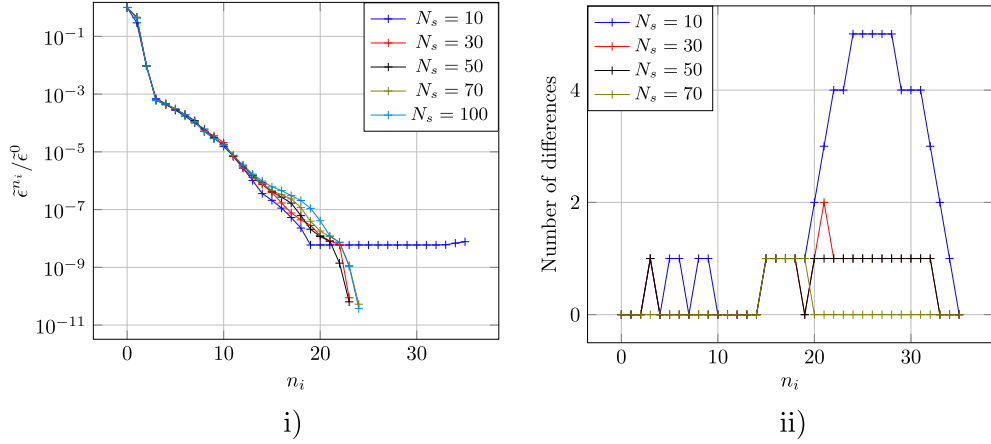 10⁻¹
10⁻³
10⁻⁵
10⁻⁷
10⁻⁹
10⁻¹¹
0 10 20 30
n_i
ϵ̃^{n_i}/ϵ̃^0
N_s = 10
N_s = 30
N_s = 50
N_s = 70
N_s = 100
i)
4
2
0
0 10 20 30
n_i
Number of differences
N_s = 10
N_s = 30
N_s = 50
N_s = 70
ii)